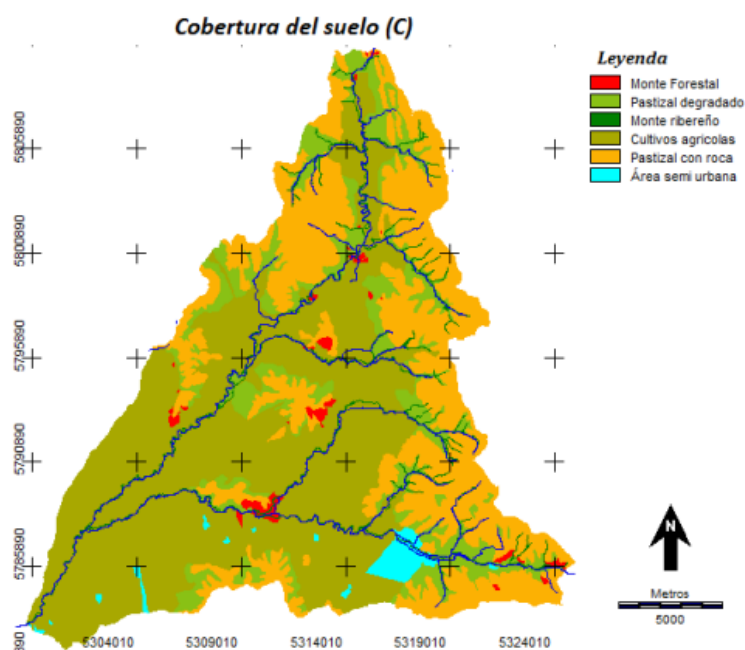 Cobertura del suelo (C)
Leyenda
Monte Forestal
Pastizal degradado
Monte ribereño
Cultivos agricolas
Pastizal con roca
Área semi urbana
5805890
5800890
5795890
5790890
5785890
890
5304010
5309010
5314010
5319010
5324010
N
Metros
5000